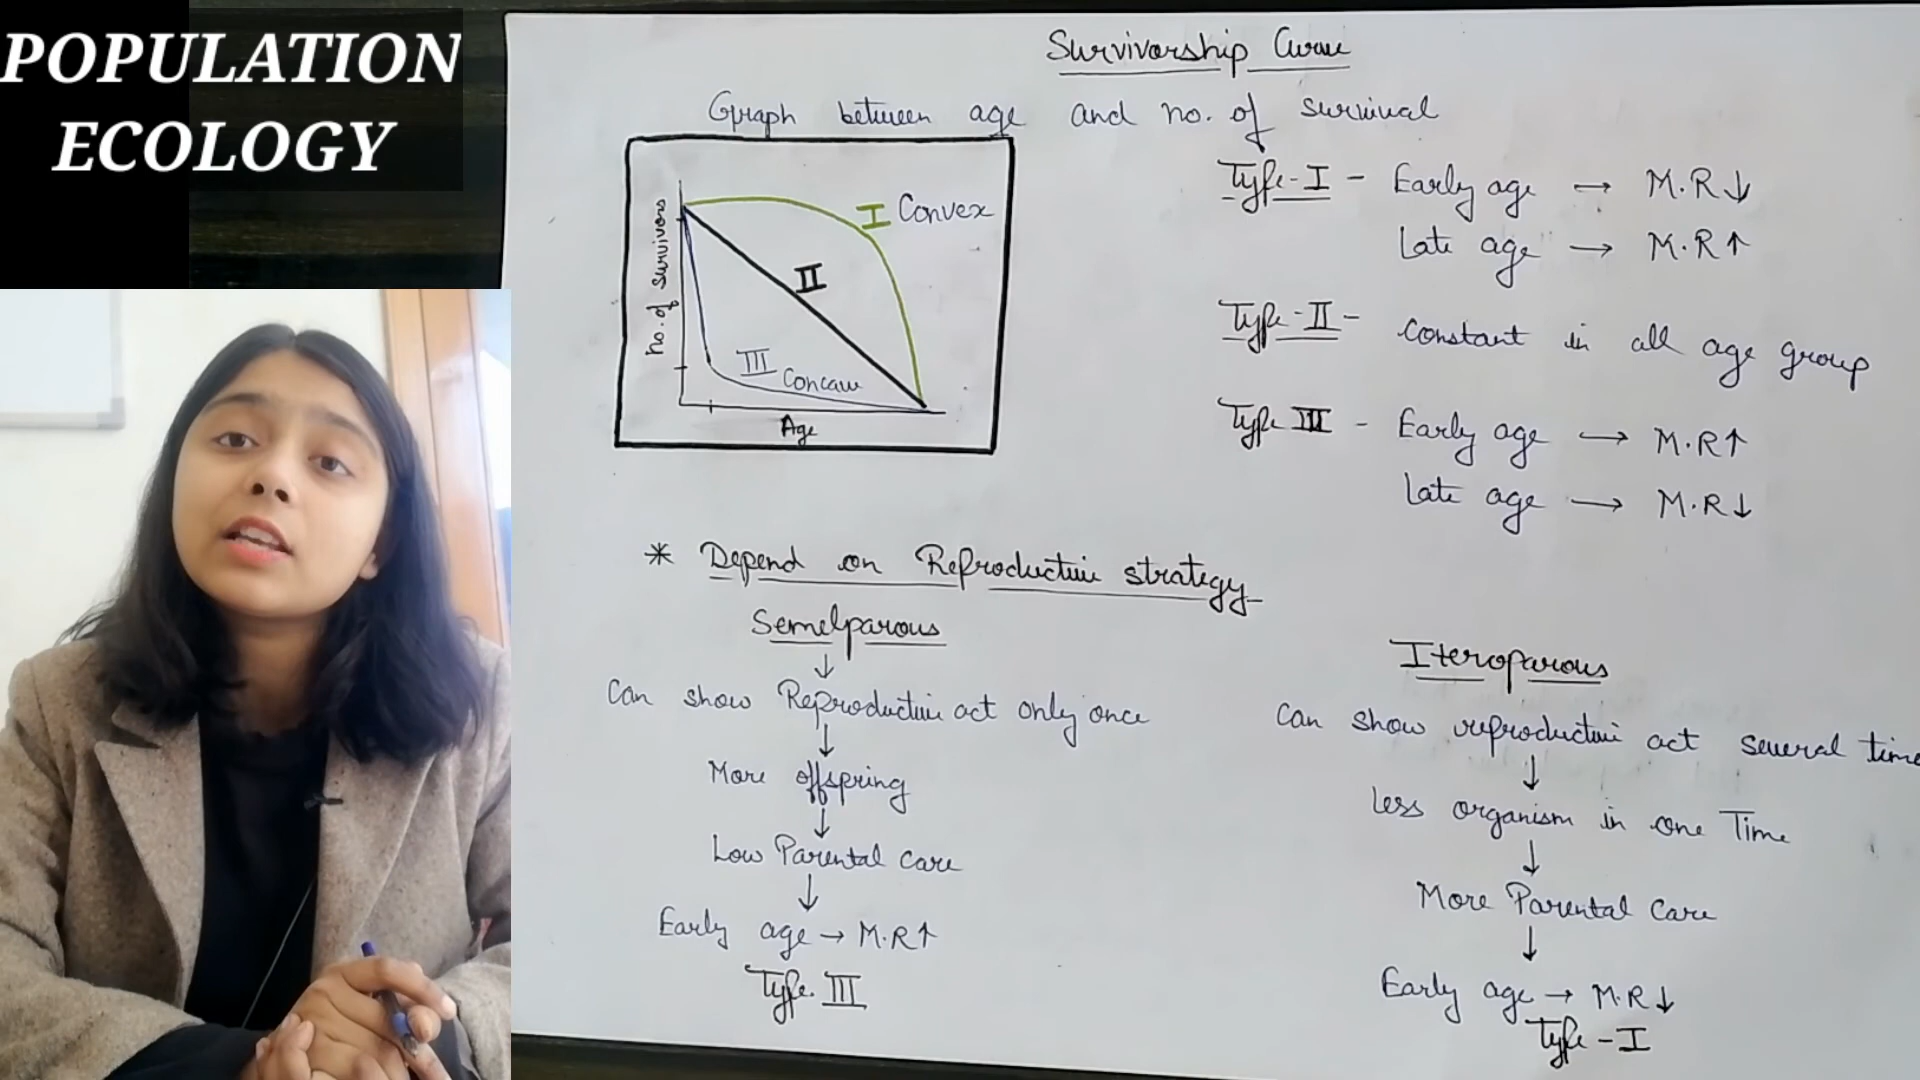 POPULATION
ECOLOGY
Survivorship Curve
Graph between age and no. of survival
no. of survivors
I Convex
II
III Concave
Age
Type-I - Early age → M.R↓
Late age → M.R↑
Type-II - Constant in all age group
Type III - Early age → M.R↑
Late age → M.R↓
* Depend on Reproductive strategy
Semelparous
↓
Can show Reproductive act only once
↓
More offspring
↓
Low Parental Care
↓
Early age → M.R↑
Type III
Iteroparous
↓
Can show reproductive act several time
↓
less organism in one Time
↓
More Parental Care
↓
Early age → M.R↓
Type - I